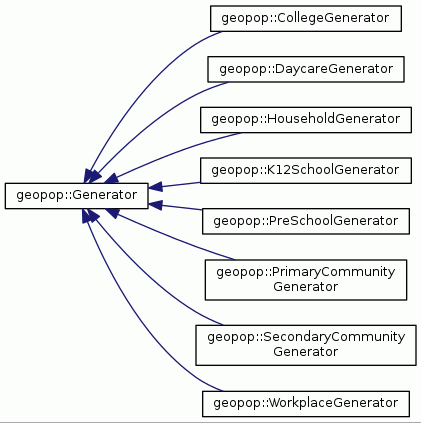 geopop::CollegeGenerator
geopop::DaycareGenerator
geopop::HouseholdGenerator
geopop::K12SchoolGenerator
geopop::Generator
geopop::PreSchoolGenerator
geopop::PrimaryCommunity
Generator
geopop::SecondaryCommunity
Generator
geopop::WorkplaceGenerator